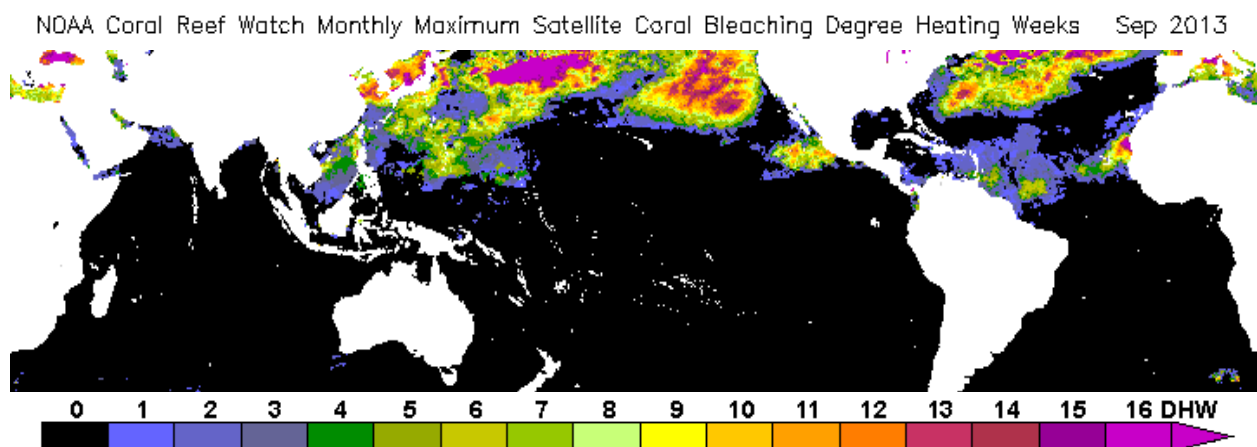 NOAA Coral Reef Watch Monthly Maximum Satellite Coral Bleaching Degree Heating Weeks Sep 2013
0 1 2 3 4 5 6 7 8 9 10 11 12 13 14 15 16 DHW